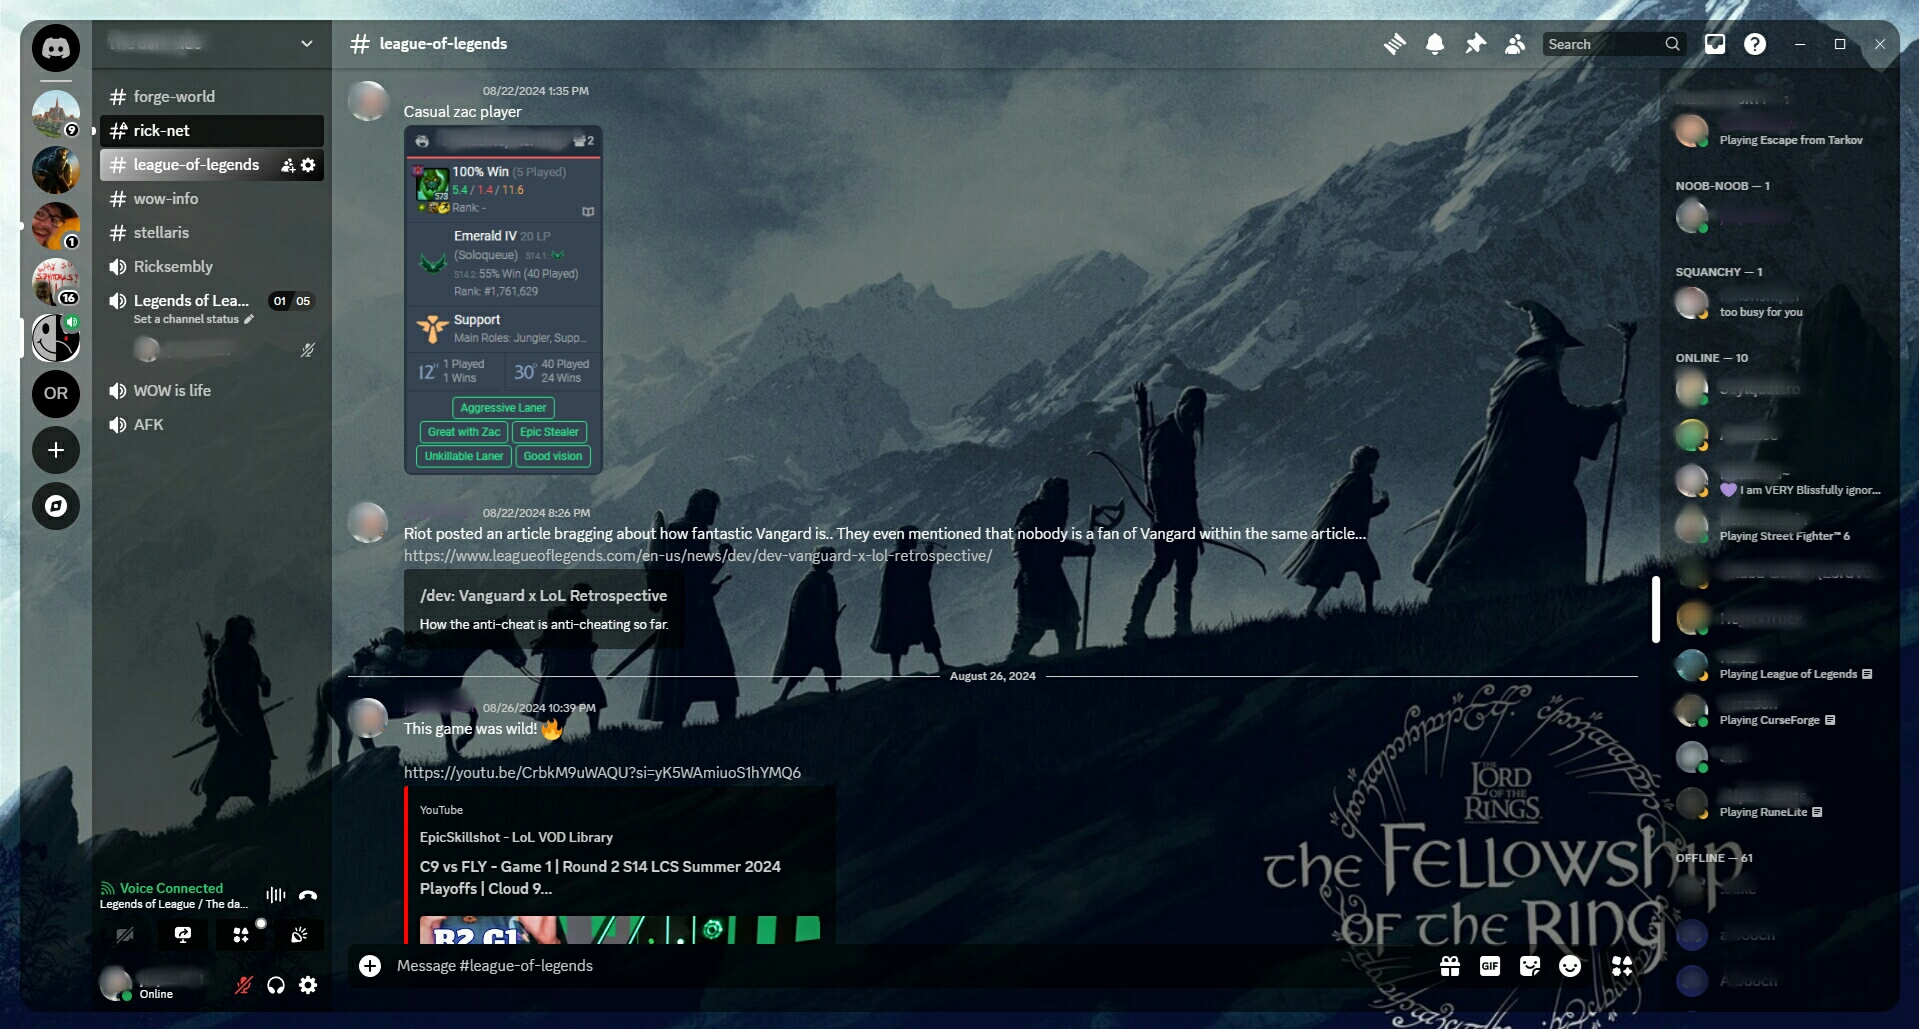 league-of-legends
Search
9
1
16
OR
forge-world
rick-net
league-of-legends
wow-info
stellaris
Ricksembly
Legends of Lea...
01 05
Set a channel status
WOW is life
AFK
Voice Connected
Legends of League / The da...
Online
08/22/2024 1:35 PM
Casual zac player
2
100% Win (5 Played)
5.4 / 1.4 / 11.6
573
Rank: -
Emerald IV 20 LP
(Soloqueue) S14.1:
S14.2: 55% Win (40 Played)
Rank: #1,761,629
Support
Main Roles: Jungler, Supp...
12H 1 Played
1 Wins
30D 40 Played
24 Wins
Aggressive Laner
Great with Zac
Epic Stealer
Unkillable Laner
Good vision
08/22/2024 8:26 PM
Riot posted an article bragging about how fantastic Vangard is.. They even mentioned that nobody is a fan of Vangard within the same article...
https://www.leagueoflegends.com/en-us/news/dev/dev-vanguard-x-lol-retrospective/
/dev: Vanguard x LoL Retrospective
How the anti-cheat is anti-cheating so far.
August 26, 2024
08/26/2024 10:39 PM
This game was wild! 🔥
https://youtu.be/CrbkM9uWAQU?si=yK5WAmiuoS1hYMQ6
YouTube
EpicSkillshot - LoL VOD Library
C9 vs FLY - Game 1 | Round 2 S14 LCS Summer 2024
Playoffs | Cloud 9...
R2 G1
Message #league-of-legends
GIF
Playing Escape from Tarkov
NOOB-NOOB — 1
SQUANCHY — 1
too busy for you
ONLINE — 10
💜 I am VERY Blissfully ignor...
Playing Street Fighter™ 6
Playing League of Legends
Playing CurseForge
Playing RuneLite
OFFLINE — 61
THE
LORD
OF THE
RINGS
the FELLOWSHIP
OF the RING